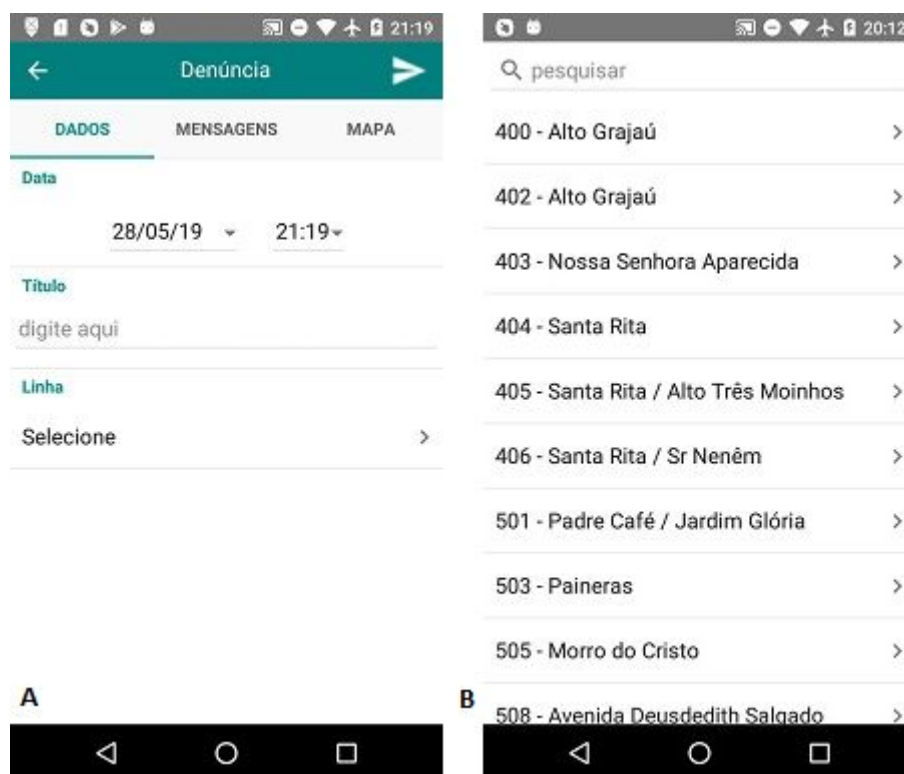 21:19
Denúncia
DADOS MENSAGENS MAPA
Data
28/05/19 21:19
Título
digite aqui
Linha
Selecione
A
20:12
pesquisar
400 - Alto Grajaú
402 - Alto Grajaú
403 - Nossa Senhora Aparecida
404 - Santa Rita
405 - Santa Rita / Alto Três Moinhos
406 - Santa Rita / Sr Neném
501 - Padre Café / Jardim Glória
503 - Paineras
505 - Morro do Cristo
508 - Avenida Deusdedith Salgado
B